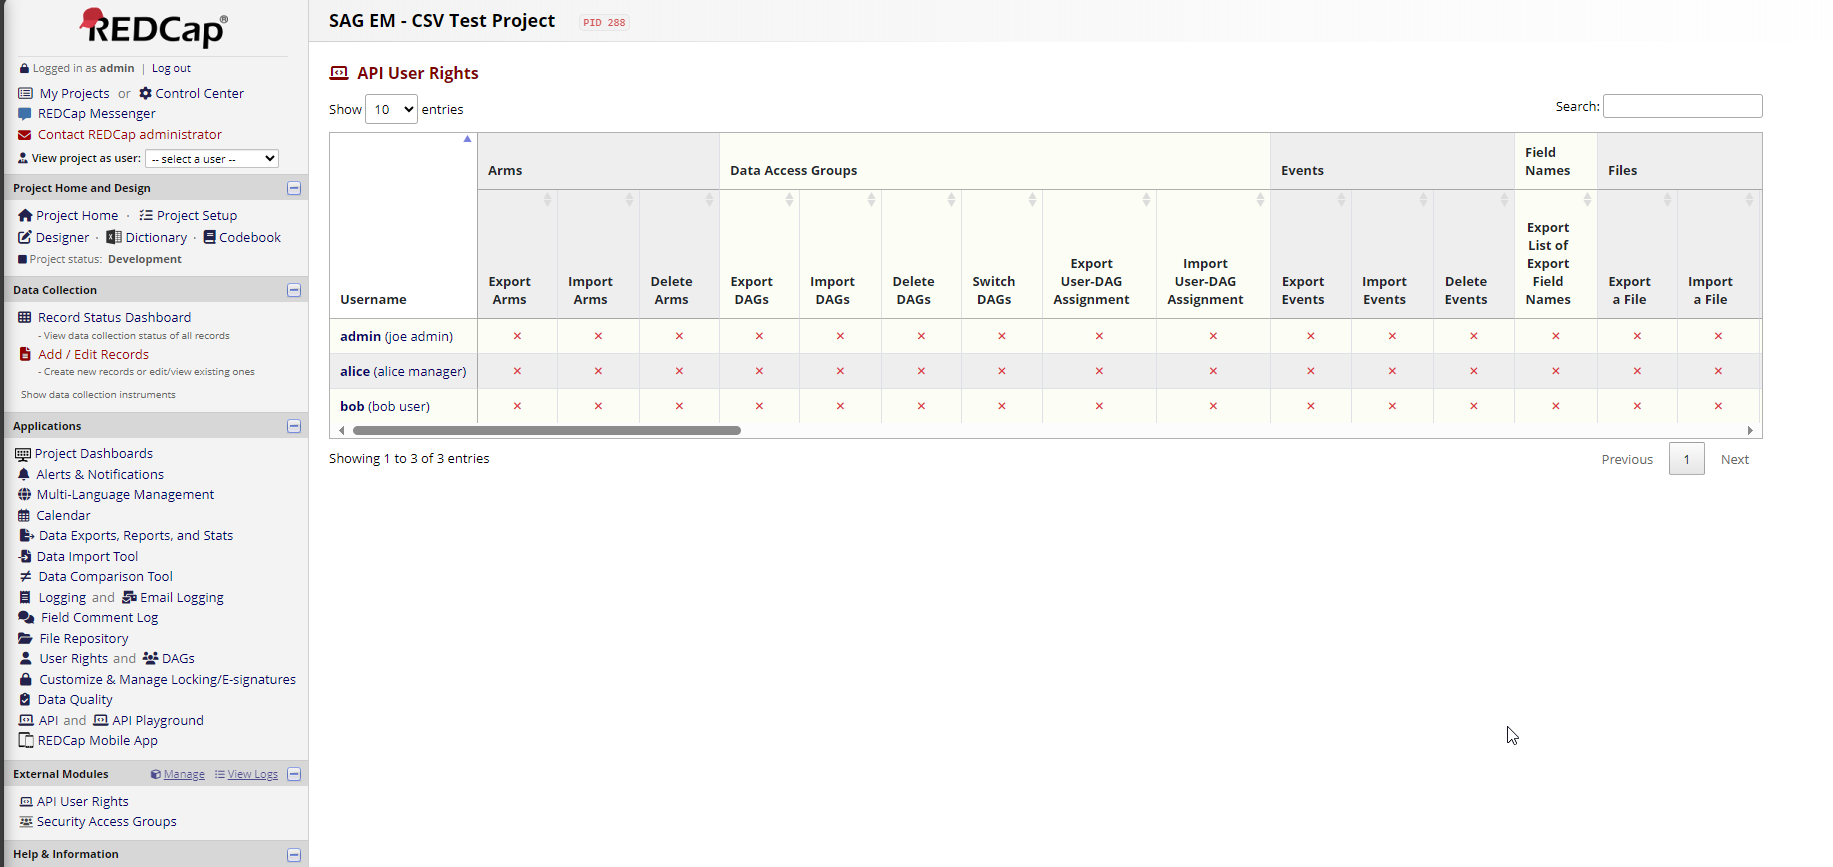 REDCap®
Logged in as admin | Log out
My Projects or Control Center
REDCap Messenger
Contact REDCap administrator
View project as user: -- select a user --
Project Home and Design
Project Home · Project Setup
Designer · Dictionary · Codebook
Project status: Development
Data Collection
Record Status Dashboard
- View data collection status of all records
Add / Edit Records
- Create new records or edit/view existing ones
Show data collection instruments
Applications
Project Dashboards
Alerts & Notifications
Multi-Language Management
Calendar
Data Exports, Reports, and Stats
Data Import Tool
Data Comparison Tool
Logging and Email Logging
Field Comment Log
File Repository
User Rights and DAGs
Customize & Manage Locking/E-signatures
Data Quality
API and API Playground
REDCap Mobile App
External Modules Manage View Logs
API User Rights
Security Access Groups
Help & Information
SAG EM - CSV Test Project PID 288
API User Rights
Show 10 entries
Search:
Arms
Data Access Groups
Events
Field
Names
Files
Username
Export
Arms
Import
Arms
Delete
Arms
Export
DAGs
Import
DAGs
Delete
DAGs
Switch
DAGs
Export
User-DAG
Assignment
Import
User-DAG
Assignment
Export
Events
Import
Events
Delete
Events
Export
List of
Export
Field
Names
Export
a File
Import
a File
admin (joe admin) × × × × × × × × × × × × × × ×
alice (alice manager) × × × × × × × × × × × × × × ×
bob (bob user) × × × × × × × × × × × × × × ×
Showing 1 to 3 of 3 entries
Previous 1 Next